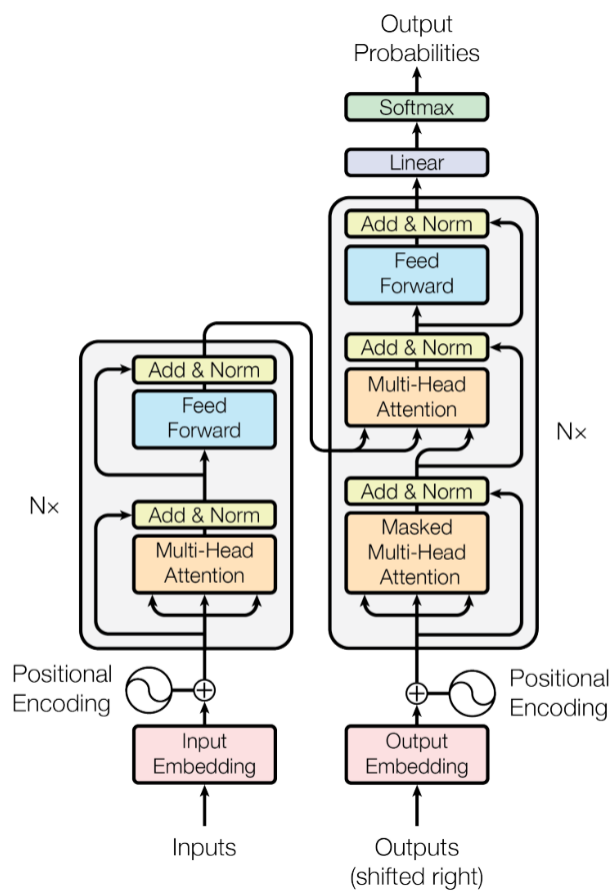 Output
Probabilities
Softmax
Linear
Add & Norm
Feed
Forward
Add & Norm
Multi-Head
Attention
Nx
Add & Norm
Masked
Multi-Head
Attention
Add & Norm
Feed
Forward
N×
Add & Norm
Multi-Head
Attention
Positional
Encoding
Positional
Encoding
Input
Embedding
Output
Embedding
Inputs
Outputs
(shifted right)